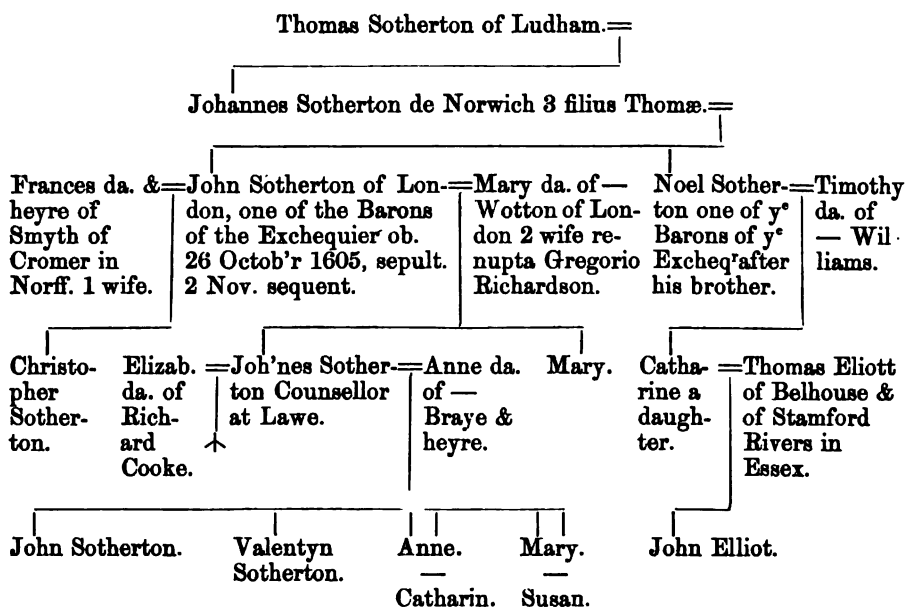 Thomas Sotherton of Ludham.=
Johannes Sotherton de Norwich 3 filius Thomæ.=
Frances da. &=
heyre of
Smyth of
Cromer in
Norff. 1 wife.
John Sotherton of Lon-=
don, one of the Barons
of the Exchequier ob.
26 Octob'r 1605, sepult.
2 Nov. sequent.
Mary da. of —
Wotton of Lon-
don 2 wife re-
nupta Gregorio
Richardson.
Noel Sother-=
ton one of yᵉ
Barons of yᵉ
Excheqʳ after
his brother.
Timothy
da. of
— Wil-
liams.
Christo-
pher
Sother-
ton.
Elizab. =
da. of
Rich-
ard
Cooke.
Joh'nes Sother-=
ton Counsellor
at Lawe.
Anne da.
of —
Braye &
heyre.
Mary.
Catha- =
rine a
daugh-
ter.
Thomas Eliott
of Belhouse &
of Stamford
Rivers in
Essex.
John Sotherton.
Valentyn
Sotherton.
Anne.
—
Catharin.
Mary.
—
Susan.
John Elliot.